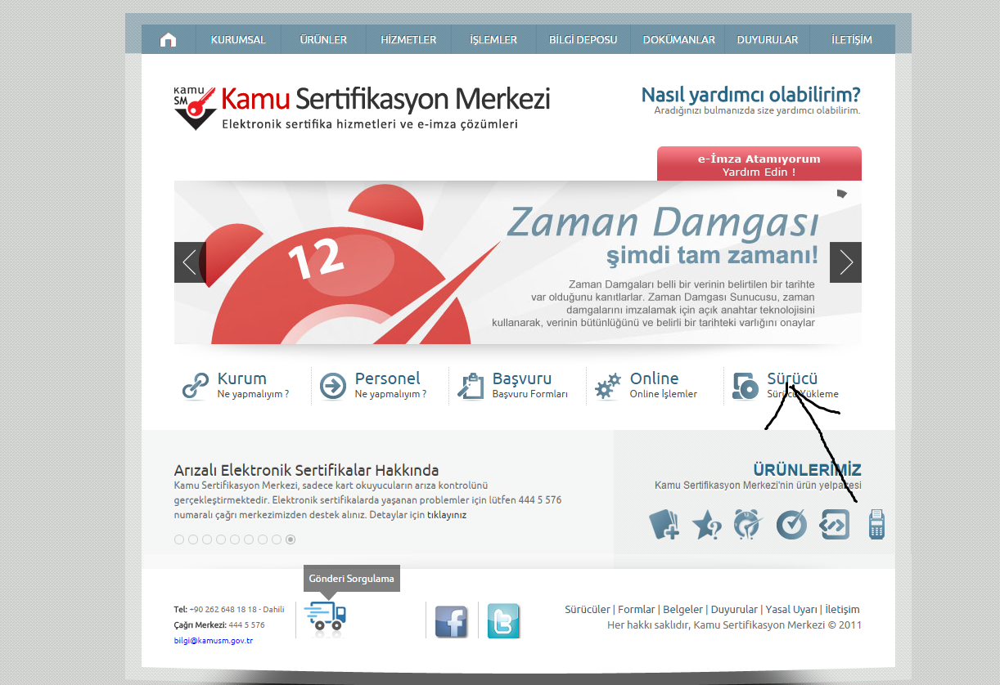 KURUMSAL
ÜRÜNLER
HİZMETLER
İŞLEMLER
BİLGİ DEPOSU
DOKÜMANLAR
DUYURULAR
İLETİŞİM
Kamu
SM
Kamu Sertifikasyon Merkezi
Elektronik sertifika hizmetleri ve e-imza çözümleri
Nasıl yardımcı olabilirim?
Aradığınızı bulmanızda size yardımcı olabilirim.
e-İmza Atamıyorum
Yardım Edin !
12
Zaman Damgası
şimdi tam zamanı!
Zaman Damgaları belli bir verinin belirtilen bir tarihte
var olduğunu kanıtlarlar. Zaman Damgası Sunucusu, zaman
damgalarını imzalamak için açık anahtar teknolojisini
kullanarak, verinin bütünlüğünü ve belirli bir tarihteki varlığını onaylar
Kurum
Ne yapmalıyım ?
Personel
Ne yapmalıyım ?
Başvuru
Başvuru Formları
Online
Online İşlemler
Sürücü
Sürücü Yükleme
Arızalı Elektronik Sertifikalar Hakkında
Kamu Sertifikasyon Merkezi, sadece kart okuyucuların arıza kontrolünü
gerçekleştirmektedir. Elektronik sertifikalarda yaşanan problemler için lütfen 444 5 576
numaralı çağrı merkezimizden destek alınız. Detaylar için tıklayınız
ÜRÜNLERİMİZ
Kamu Sertifikasyon Merkezi'nin ürün yelpazesi
Gönderi Sorgulama
Tel: +90 262 648 18 18 - Dahili
Çağrı Merkezi: 444 5 576
bilgi@kamusm.gov.tr
Sürücüler | Formlar | Belgeler | Duyurular | Yasal Uyarı | İletişim
Her hakkı saklıdır, Kamu Sertifikasyon Merkezi © 2011